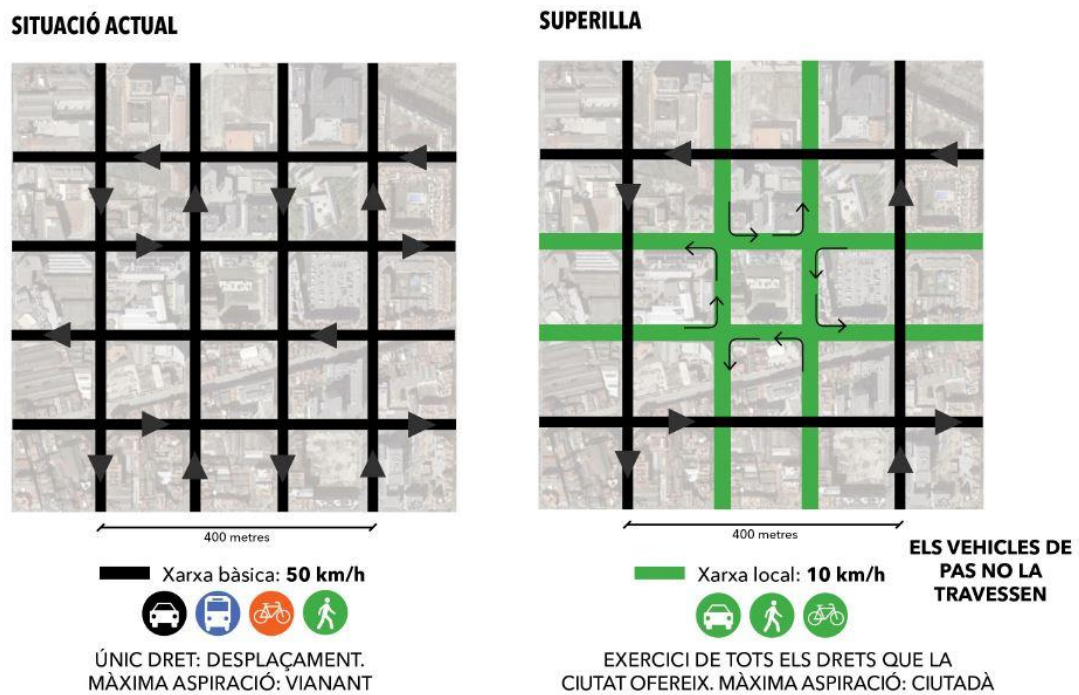 SITUACIÓ ACTUAL
400 metres
Xarxa bàsica: 50 km/h
ÚNIC DRET: DESPLAÇAMENT.
MÀXIMA ASPIRACIÓ: VIANANT
SUPERILLA
400 metres
ELS VEHICLES DE
PAS NO LA
TRAVESSEN
Xarxa local: 10 km/h
EXERCICI DE TOTS ELS DRETS QUE LA
CIUTAT OFEREIX. MÀXIMA ASPIRACIÓ: CIUTADÀ